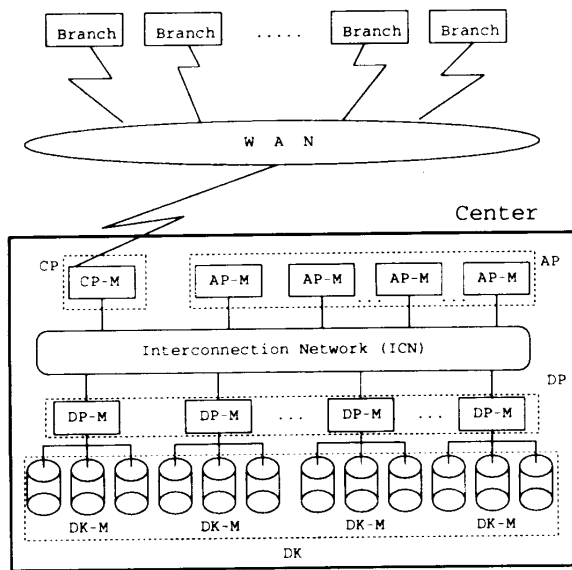 Branch Branch ..... Branch Branch
W A N
Center
CP AP
CP-M AP-M AP-M AP-M AP-M
Interconnection Network (ICN)
DP
DP-M DP-M ... DP-M ... DP-M
DK-M DK-M DK-M DK-M
DK